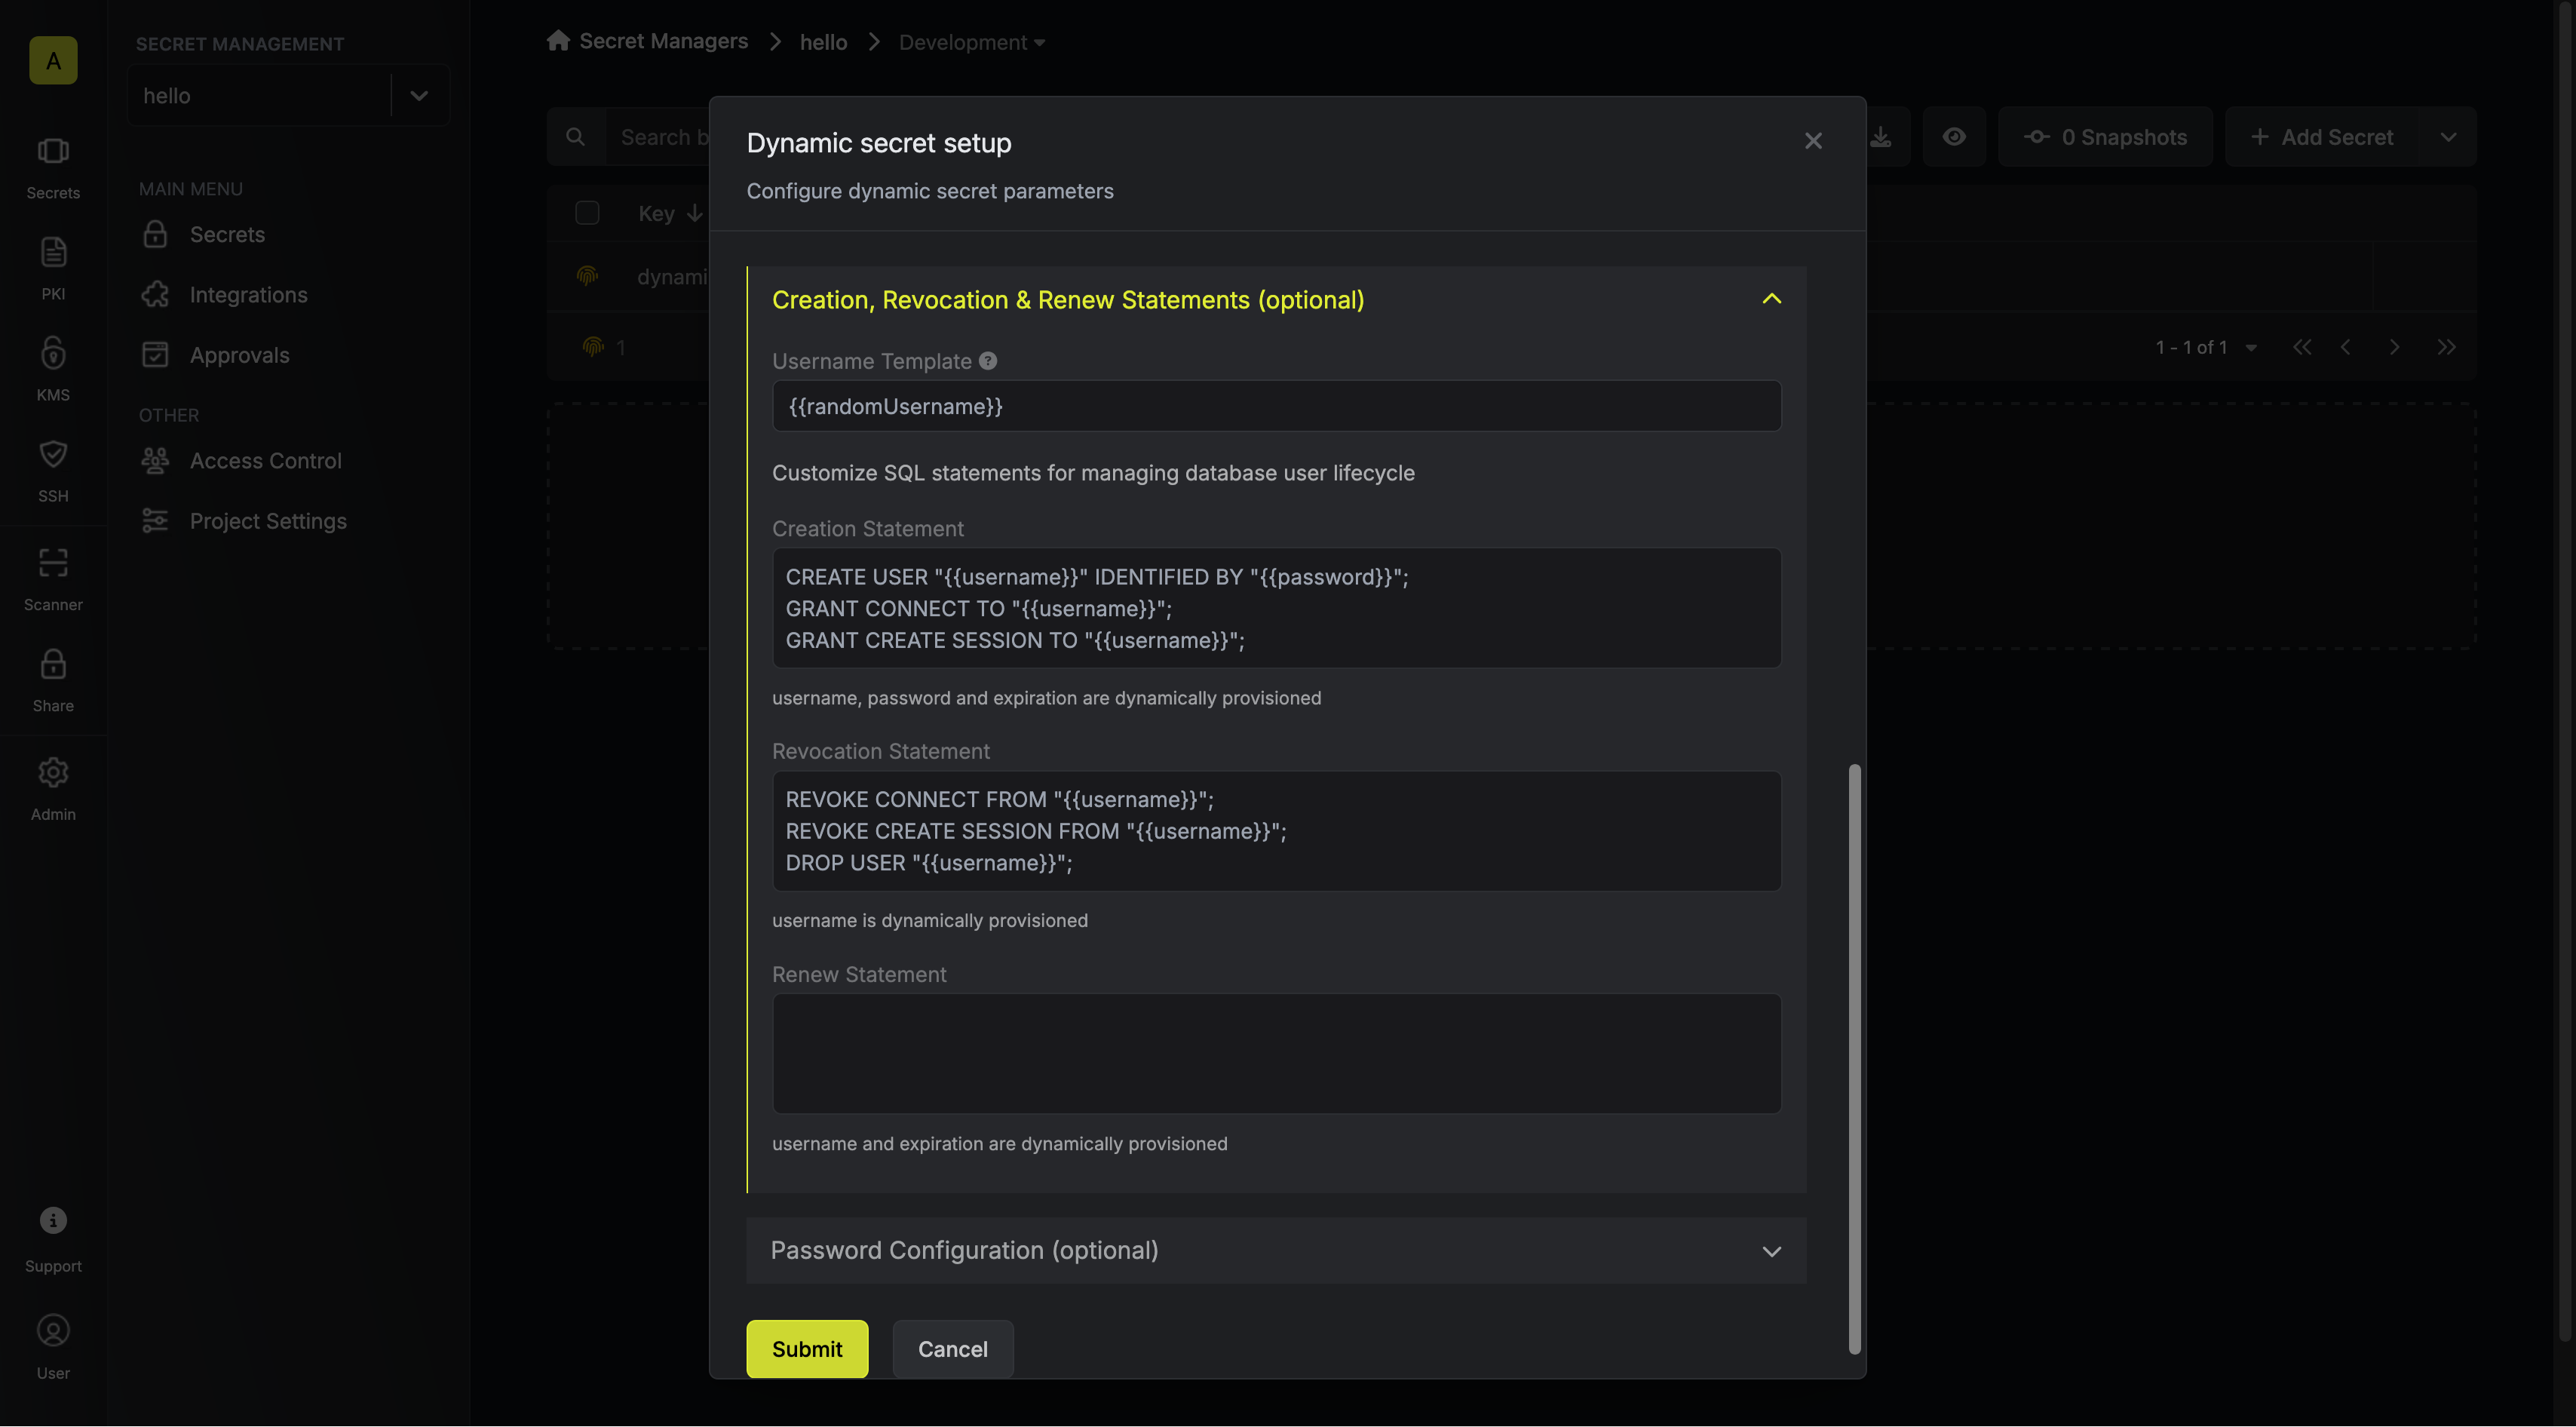 A
Secrets
PKI
KMS
SSH
Scanner
Share
Admin
Support
User
SECRET MANAGEMENT
hello
MAIN MENU
Secrets
Integrations
Approvals
OTHER
Access Control
Project Settings
Secret Managers
hello
Development
Search b
0 Snapshots
Add Secret
Key
dynami
1
1 - 1 of 1
Dynamic secret setup
Configure dynamic secret parameters
Creation, Revocation & Renew Statements (optional)
Username Template
{{randomUsername}}
Customize SQL statements for managing database user lifecycle
Creation Statement
CREATE USER "{{username}}" IDENTIFIED BY "{{password}}";
GRANT CONNECT TO "{{username}}";
GRANT CREATE SESSION TO "{{username}}";
username, password and expiration are dynamically provisioned
Revocation Statement
REVOKE CONNECT FROM "{{username}}";
REVOKE CREATE SESSION FROM "{{username}}";
DROP USER "{{username}}";
username is dynamically provisioned
Renew Statement
username and expiration are dynamically provisioned
Password Configuration (optional)
Submit
Cancel